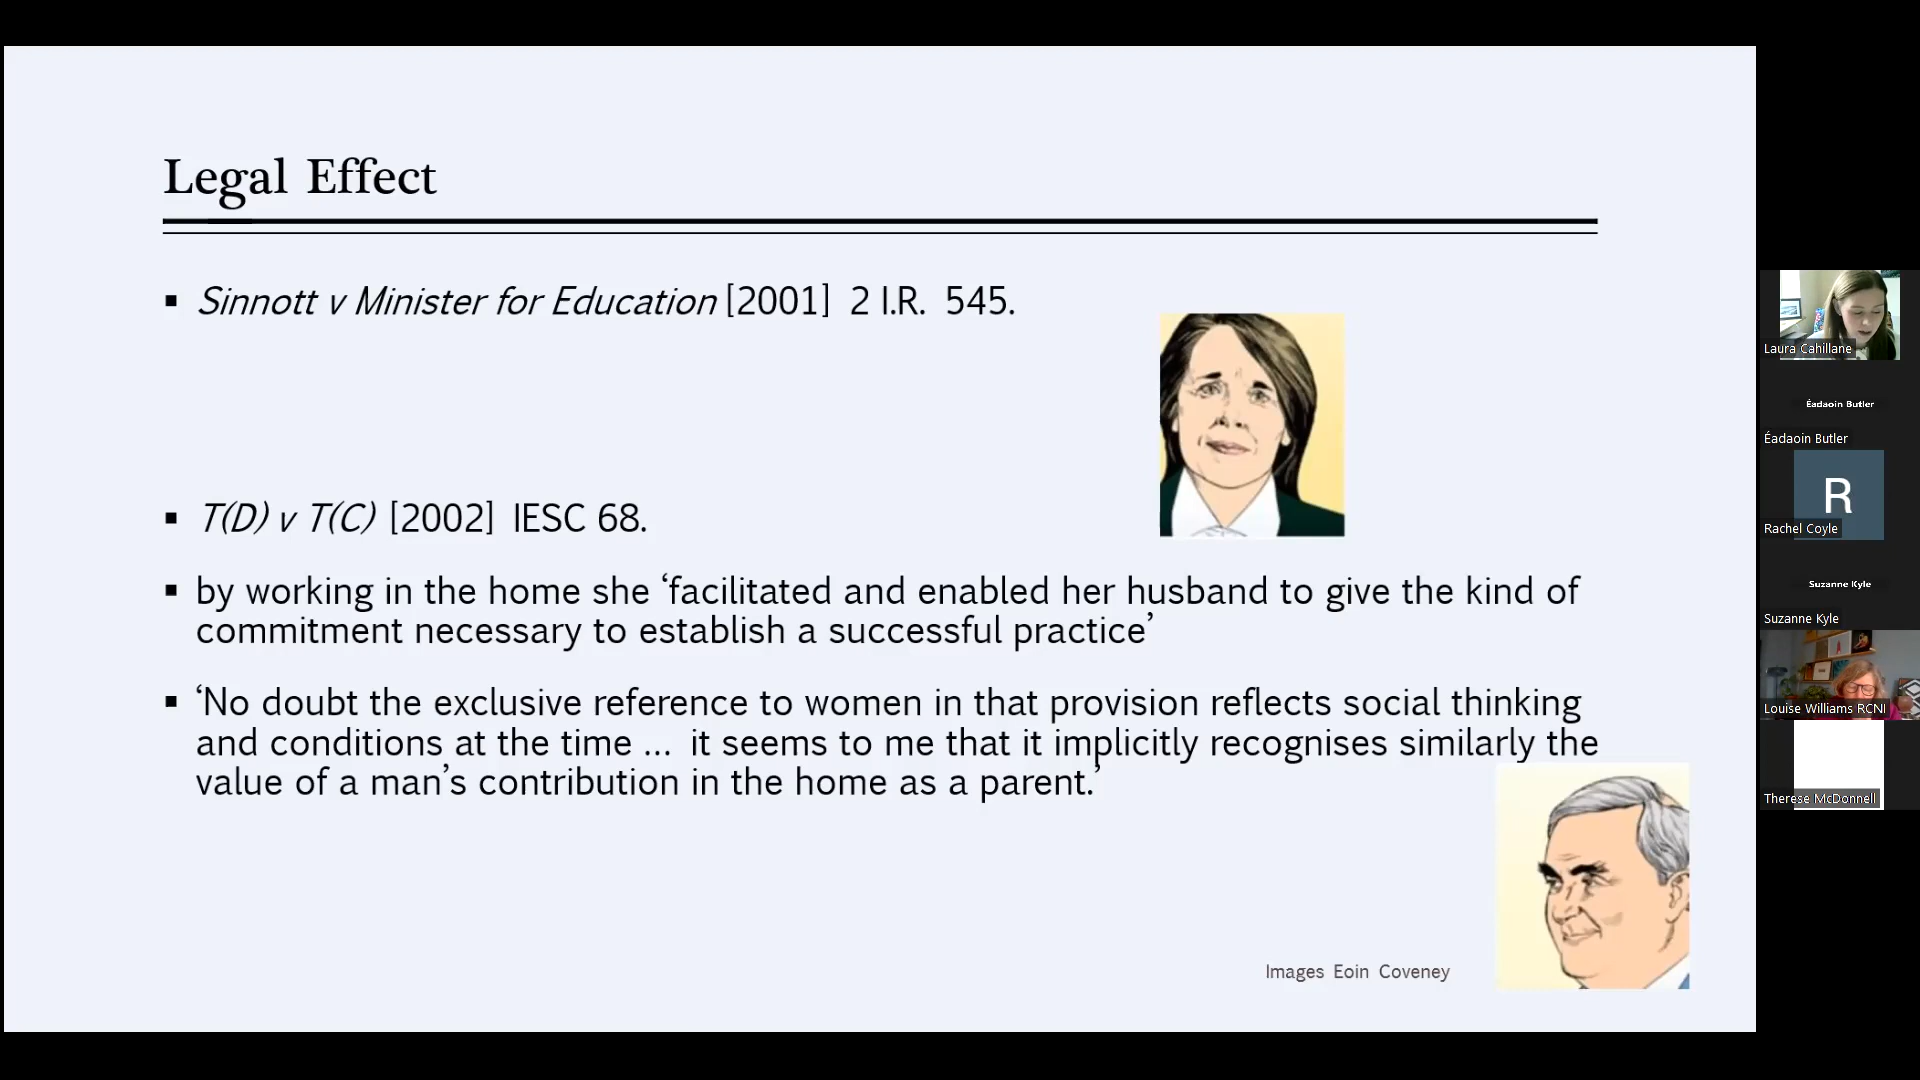 Legal Effect
▪ Sinnott v Minister for Education [2001] 2 I.R. 545.
▪ T(D) v T(C) [2002] IESC 68.
▪ by working in the home she ‘facilitated and enabled her husband to give the kind of
commitment necessary to establish a successful practice’
▪ ‘No doubt the exclusive reference to women in that provision reflects social thinking
and conditions at the time … it seems to me that it implicitly recognises similarly the
value of a man’s contribution in the home as a parent.’
Images Eoin Coveney
Laura Cahillane
Éadaoin Butler
Éadaoin Butler
R
Rachel Coyle
Suzanne Kyle
Suzanne Kyle
Louise Williams RCNI
Therese McDonnell